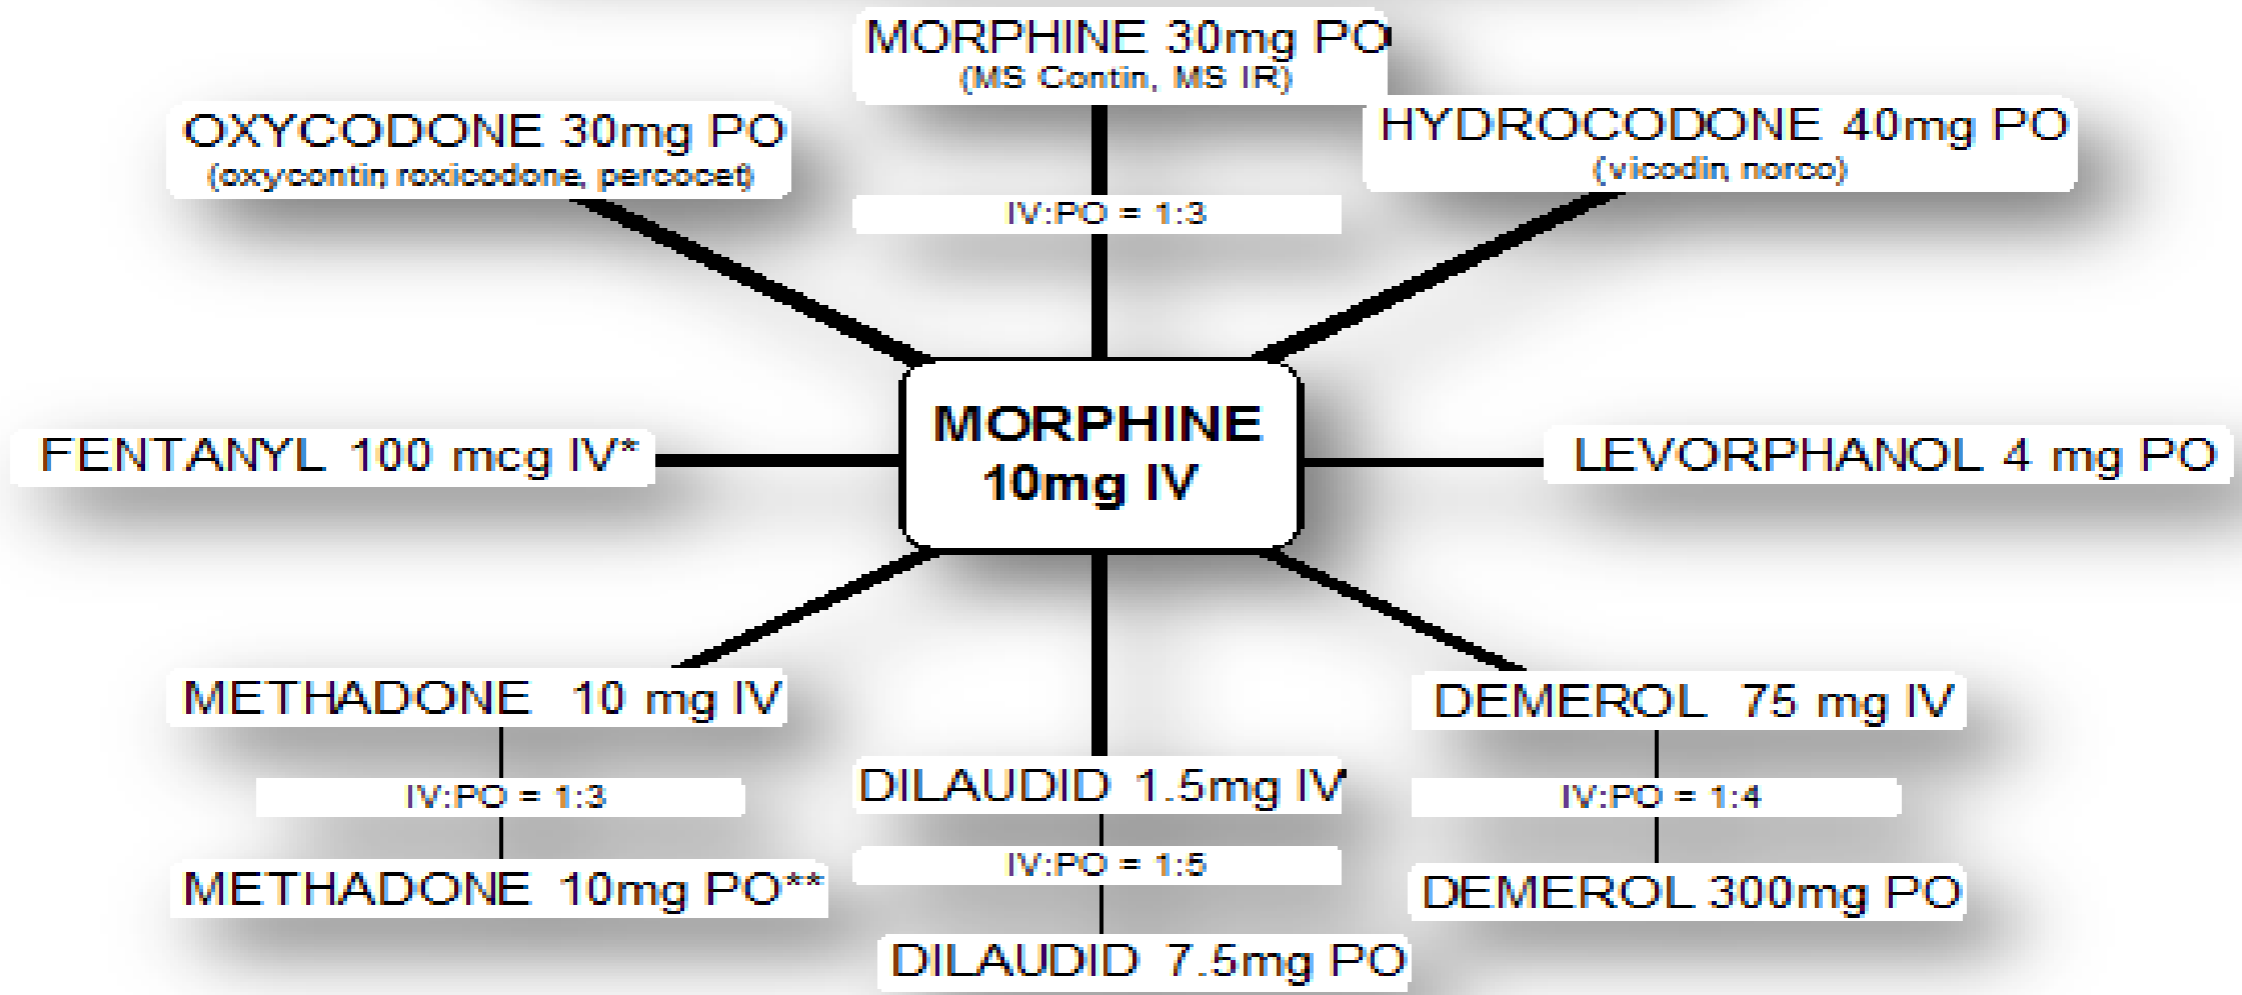 MORPHINE 30mg PO
(MS Contin, MS IR)
OXYCODONE 30mg PO
(oxycontin, roxicodone, percocet)
HYDROCODONE 40mg PO
(vicodin, norco)
IV:PO = 1:3
MORPHINE
10mg IV
FENTANYL 100 mcg IV*
LEVORPHANOL 4 mg PO
METHADONE 10 mg IV
IV:PO = 1:3
METHADONE 10mg PO**
DILAUDID 1.5mg IV
IV:PO = 1:5
DILAUDID 7.5mg PO
DEMEROL 75 mg IV
IV:PO = 1:4
DEMEROL 300mg PO